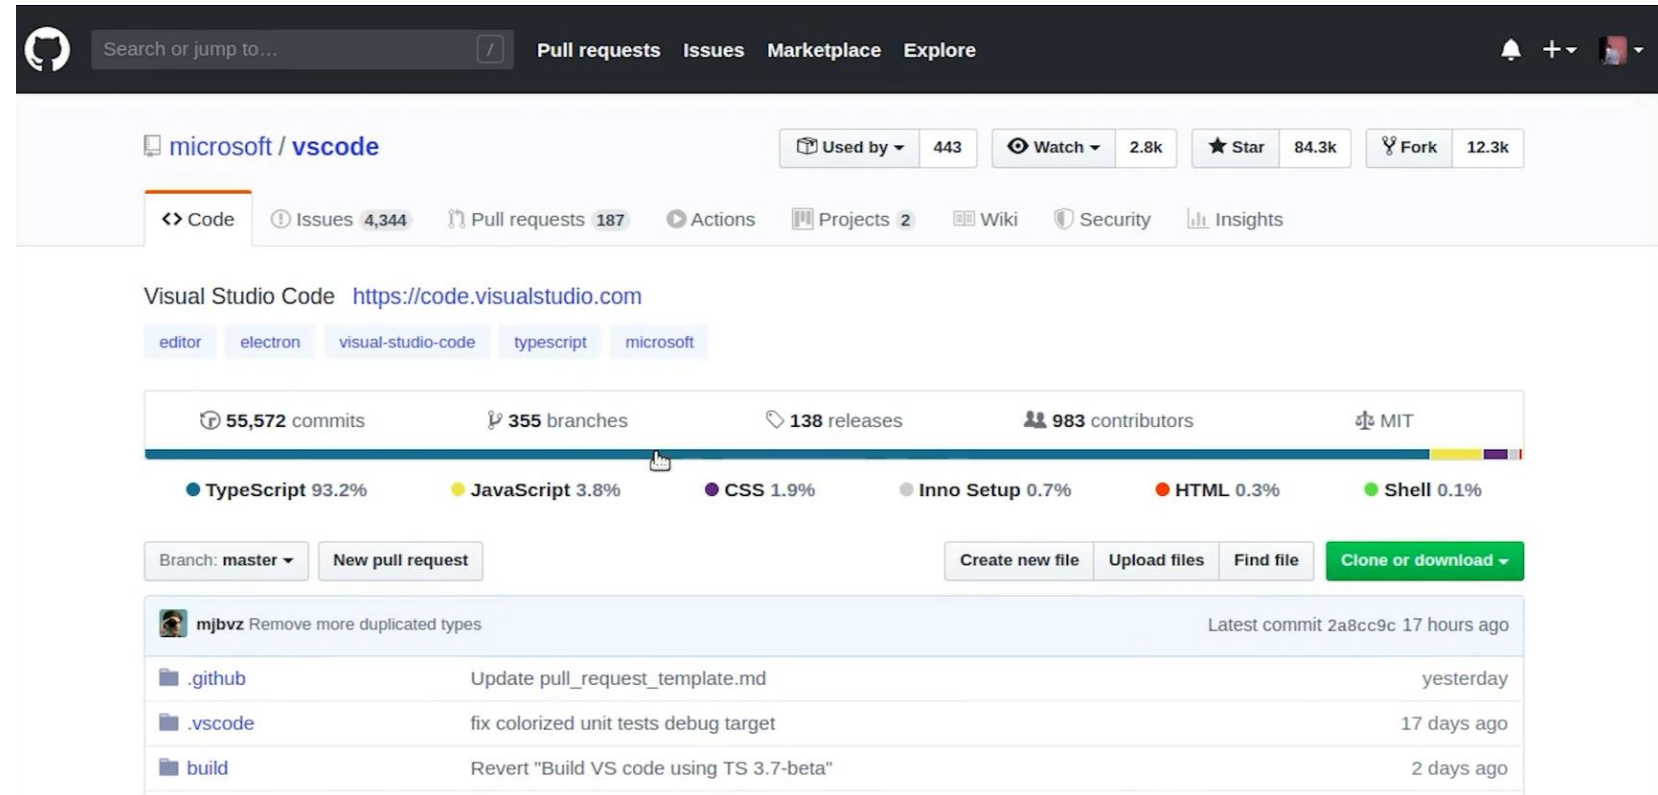 Search or jump to… / Pull requests Issues Marketplace Explore
microsoft / vscode Used by 443 Watch 2.8k Star 84.3k Fork 12.3k
Code Issues 4,344 Pull requests 187 Actions Projects 2 Wiki Security Insights
Visual Studio Code https://code.visualstudio.com
editor electron visual-studio-code typescript microsoft
55,572 commits 355 branches 138 releases 983 contributors MIT
TypeScript 93.2% JavaScript 3.8% CSS 1.9% Inno Setup 0.7% HTML 0.3% Shell 0.1%
Branch: master New pull request Create new file Upload files Find file Clone or download
mjbvz Remove more duplicated types Latest commit 2a8cc9c 17 hours ago
.github Update pull_request_template.md yesterday
.vscode fix colorized unit tests debug target 17 days ago
build Revert "Build VS code using TS 3.7-beta" 2 days ago